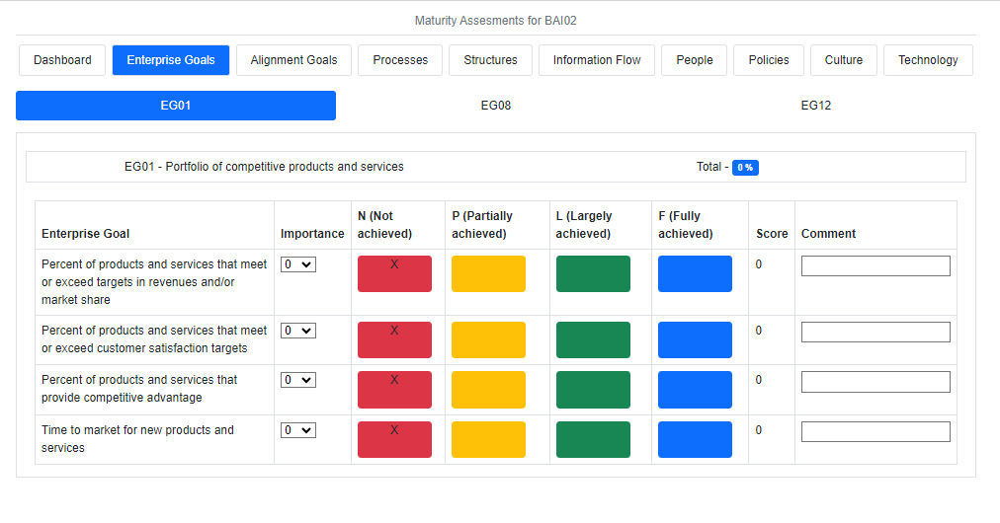 Maturity Assesments for BAI02
Dashboard Enterprise Goals Alignment Goals Processes Structures Information Flow People Policies Culture Technology
EG01 EG08 EG12
EG01 - Portfolio of competitive products and services Total - 0 %
Enterprise Goal Importance N (Not achieved) P (Partially achieved) L (Largely achieved) F (Fully achieved) Score Comment
Percent of products and services that meet 0 X 0
or exceed targets in revenues and/or
market share
Percent of products and services that meet 0 X 0
or exceed customer satisfaction targets
Percent of products and services that 0 X 0
provide competitive advantage
Time to market for new products and 0 X 0
services